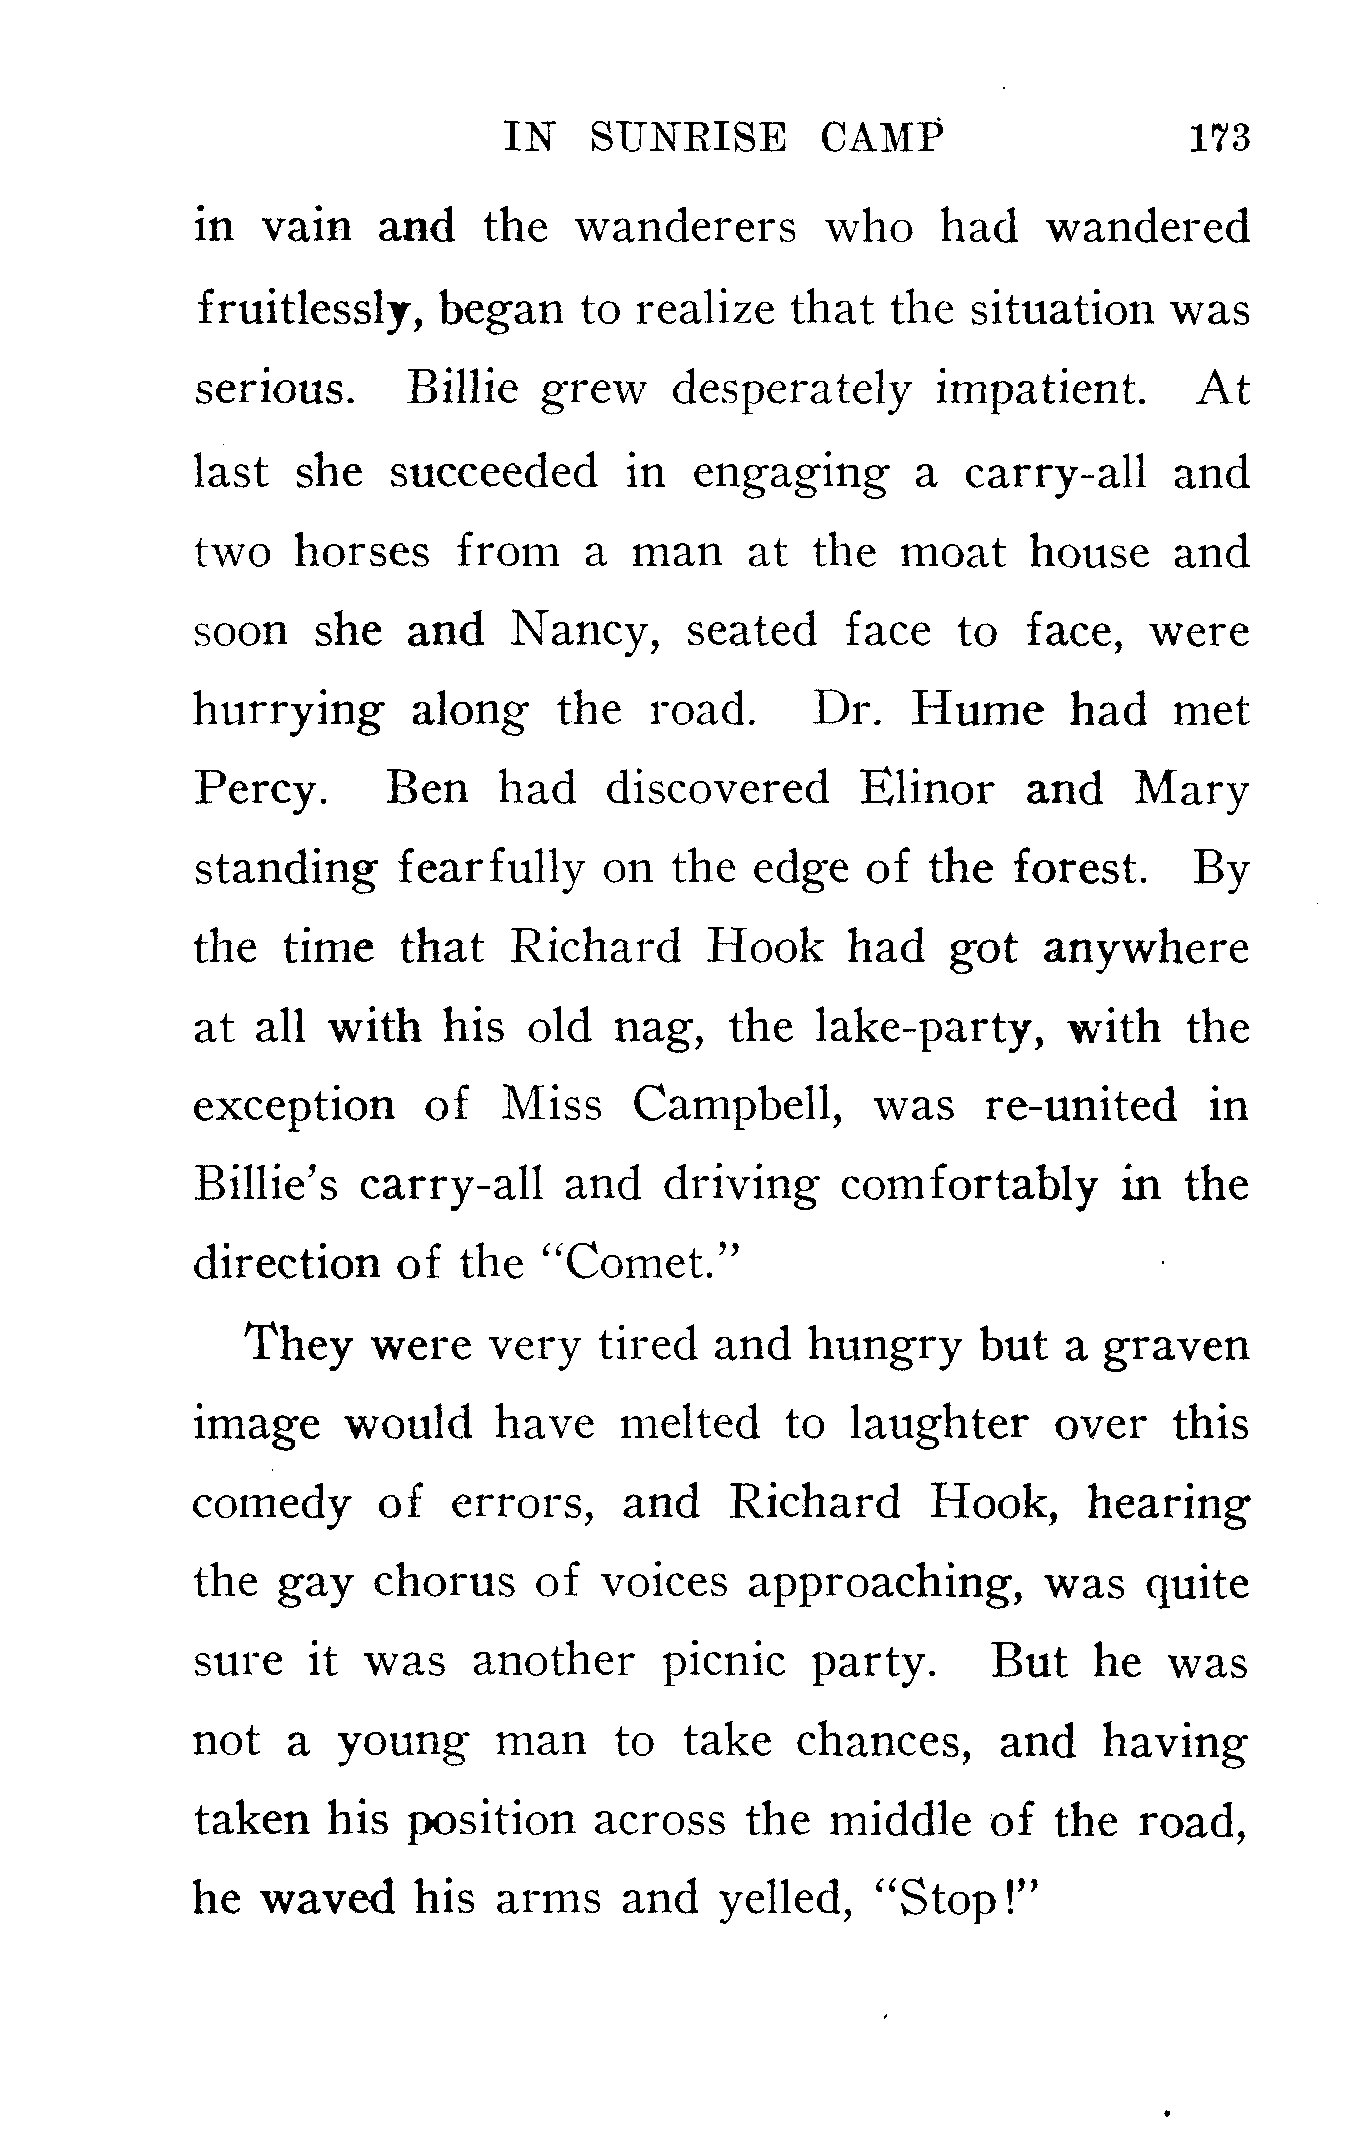 IN SUNRISE CAMP 173
in vain and the wanderers who had wandered
fruitlessly, began to realize that the situation was
serious. Billie grew desperately impatient. At
last she succeeded in engaging a carry-all and
two horses from a man at the moat house and
soon she and Nancy, seated face to face, were
hurrying along the road. Dr. Hume had met
Percy. Ben had discovered Elinor and Mary
standing fearfully on the edge of the forest. By
the time that Richard Hook had got anywhere
at all with his old nag, the lake-party, with the
exception of Miss Campbell, was re-united in
Billie's carry-all and driving comfortably in the
direction of the "Comet."
They were very tired and hungry but a graven
image would have melted to laughter over this
comedy of errors, and Richard Hook, hearing
the gay chorus of voices approaching, was quite
sure it was another picnic party. But he was
not a young man to take chances, and having
taken his position across the middle of the road,
he waved his arms and yelled, "Stop!"